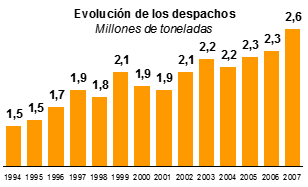 Evolución de los despachos
Millones de toneladas
1,5 1,5 1,7 1,9 1,8 2,1 1,9 1,9 2,1 2,2 2,2 2,3 2,3 2,6
1994 1995 1996 1997 1998 1999 2000 2001 2002 2003 2004 2005 2006 2007